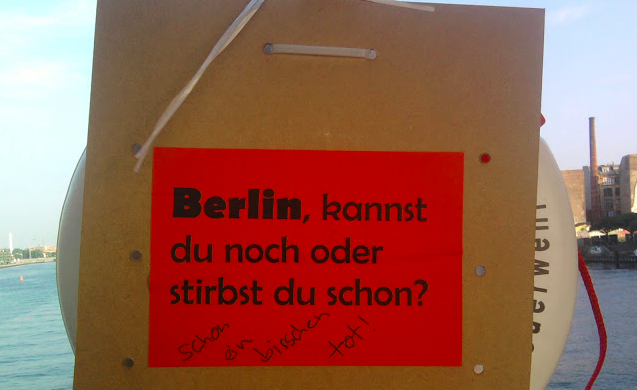 Berlin, kannst
du noch oder
stirbst du schon?
schon
ein
bisschen
tot!